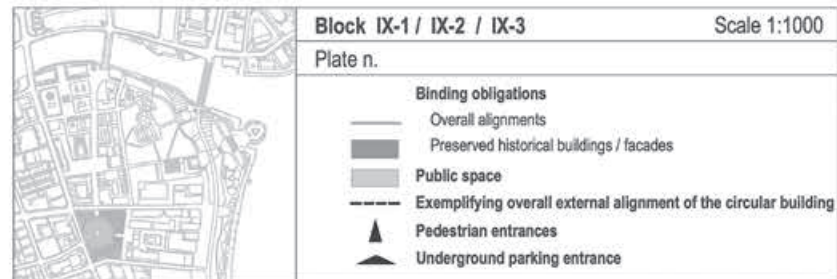 Block IX-1 / IX-2 / IX-3 Scale 1:1000
Plate n.
Binding obligations
Overall alignments
Preserved historical buildings / facades
Public space
Exemplifying overall external alignment of the circular building
Pedestrian entrances
Underground parking entrance